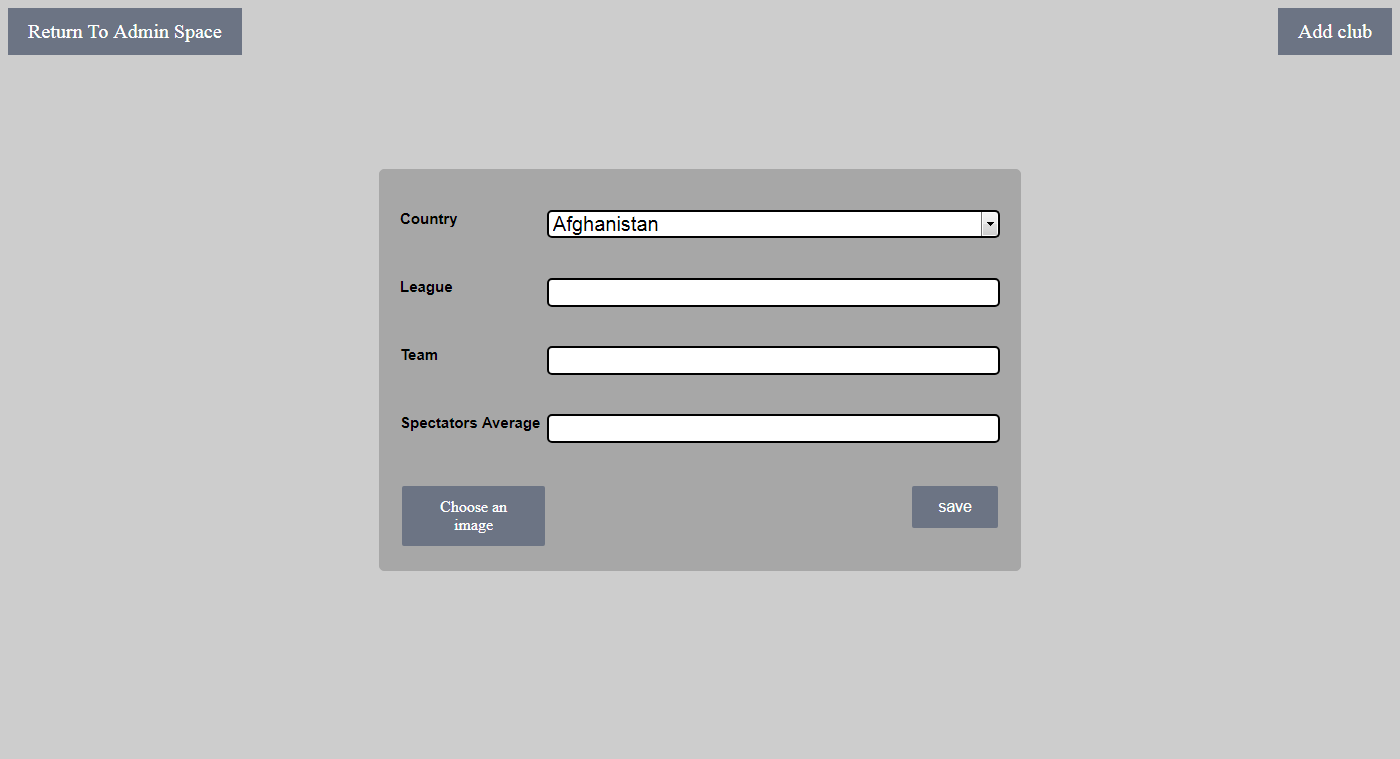 Return To Admin Space
Add club
Country
Afghanistan
League
Team
Spectators Average
Choose an
image
save